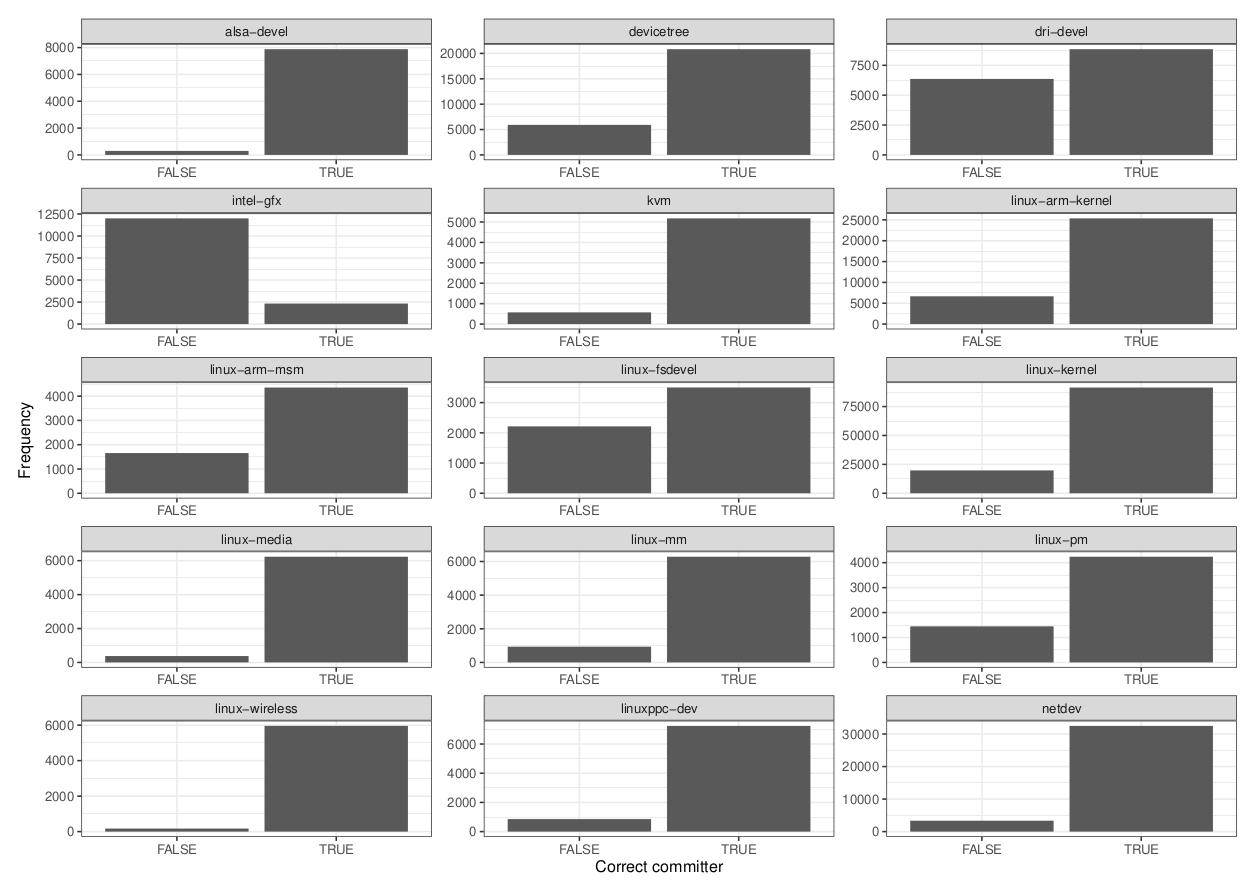 alsa−devel
devicetree
dri−devel
8000
6000
4000
2000
0
FALSE
TRUE
20000
15000
10000
5000
0
FALSE
TRUE
7500
5000
2500
0
FALSE
TRUE
intel−gfx
kvm
linux−arm−kernel
12500
10000
7500
5000
2500
0
FALSE
TRUE
5000
4000
3000
2000
1000
0
FALSE
TRUE
25000
20000
15000
10000
5000
0
FALSE
TRUE
linux−arm−msm
linux−fsdevel
linux−kernel
4000
3000
2000
1000
0
FALSE
TRUE
3000
2000
1000
0
FALSE
TRUE
75000
50000
25000
0
FALSE
TRUE
linux−media
linux−mm
linux−pm
6000
4000
2000
0
FALSE
TRUE
6000
4000
2000
0
FALSE
TRUE
4000
3000
2000
1000
0
FALSE
TRUE
linux−wireless
linuxppc−dev
netdev
6000
4000
2000
0
FALSE
TRUE
6000
4000
2000
0
FALSE
TRUE
30000
20000
10000
0
FALSE
TRUE
Frequency
Correct committer